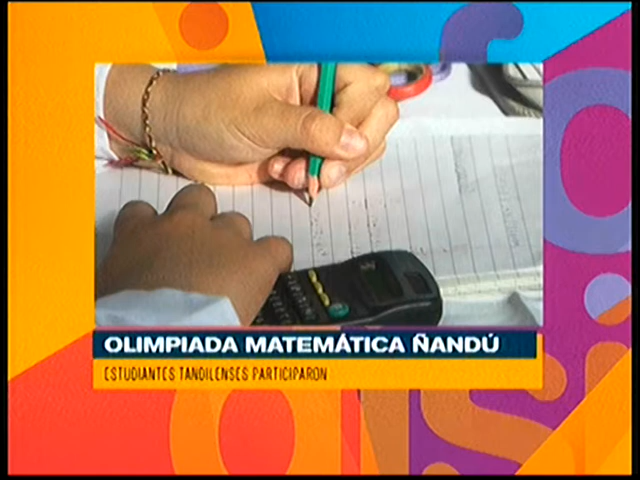 OLIMPIADA MATEMÁTICA ÑANDÚ
ESTUDIANTES TANDILENSES PARTICIPARON